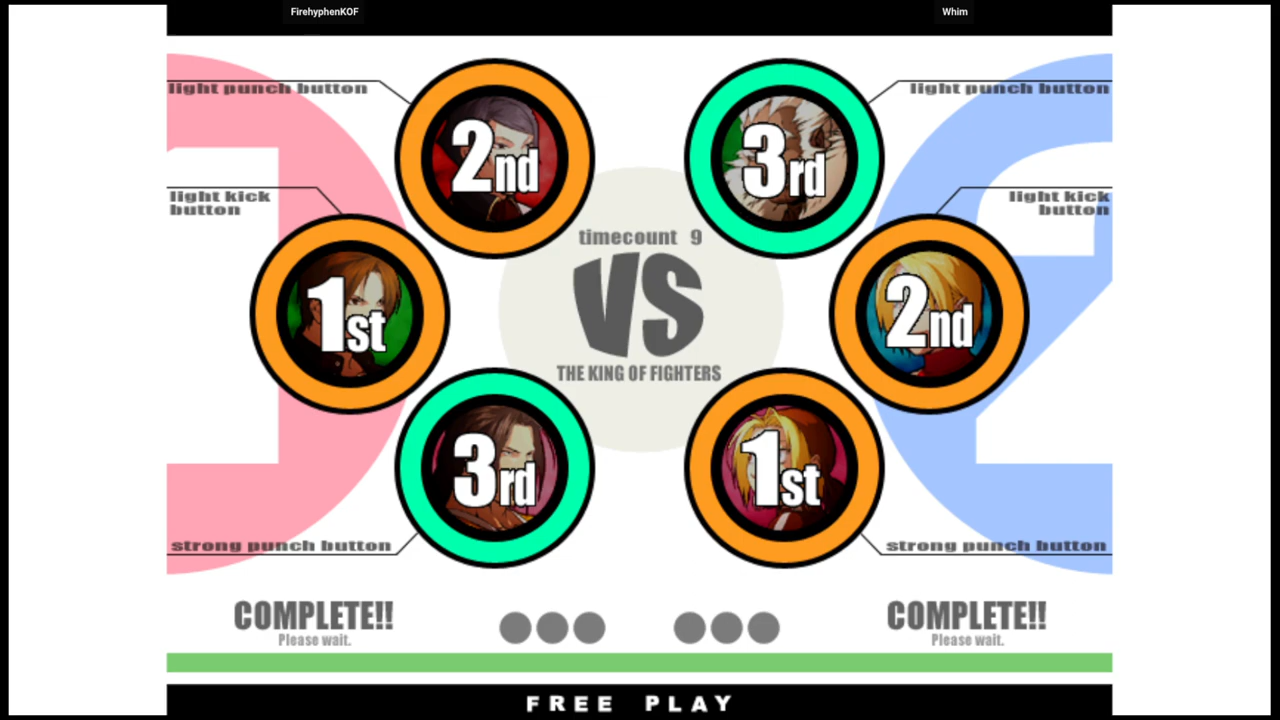 FirehyphenKOF
Whim
light punch button
light punch button
2nd
3rd
light kick
button
light kick
button
timecount 9
VS
THE KING OF FIGHTERS
1st
2nd
3rd
1st
strong punch button
strong punch button
COMPLETE!!
Please wait.
COMPLETE!!
Please wait.
FREE PLAY